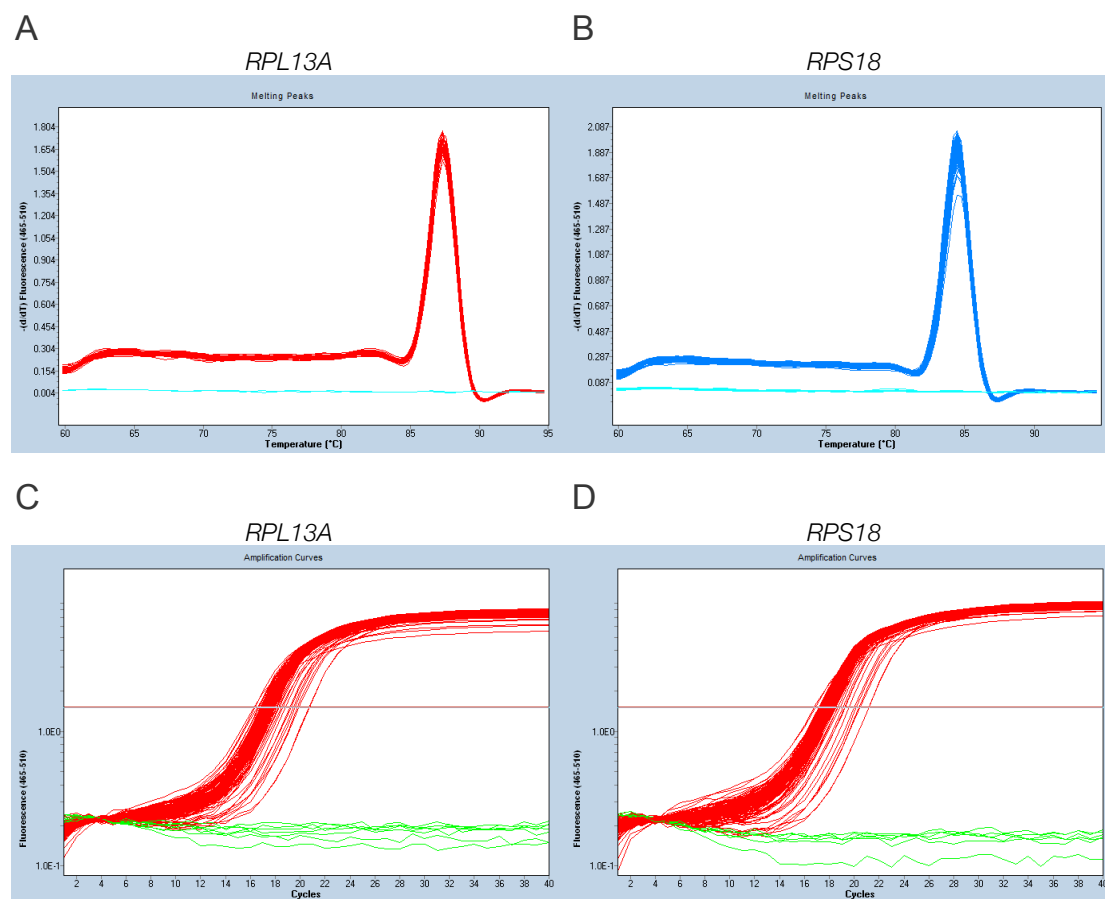 A
B
RPL13A
RPS18
Melting Peaks
Melting Peaks
-(d/dT) Fluorescence (465-510)
1.804
1.654
1.504
1.354
1.204
1.054
0.904
0.754
0.604
0.454
0.304
0.154
0.004
60 65 70 75 80 85 90 95
Temperature (°C)
-(d/dT) Fluorescence (465-510)
2.087
1.887
1.687
1.487
1.287
1.087
0.887
0.687
0.487
0.287
0.087
60 65 70 75 80 85 90
Temperature (°C)
C
D
RPL13A
RPS18
Amplification Curves
Amplification Curves
Fluorescence (465-510)
1.0E0
1.0E-1
2 4 6 8 10 12 14 16 18 20 22 24 26 28 30 32 34 36 38 40
Cycles
Fluorescence (465-510)
1.0E0
1.0E-1
2 4 6 8 10 12 14 16 18 20 22 24 26 28 30 32 34 36 38 40
Cycles